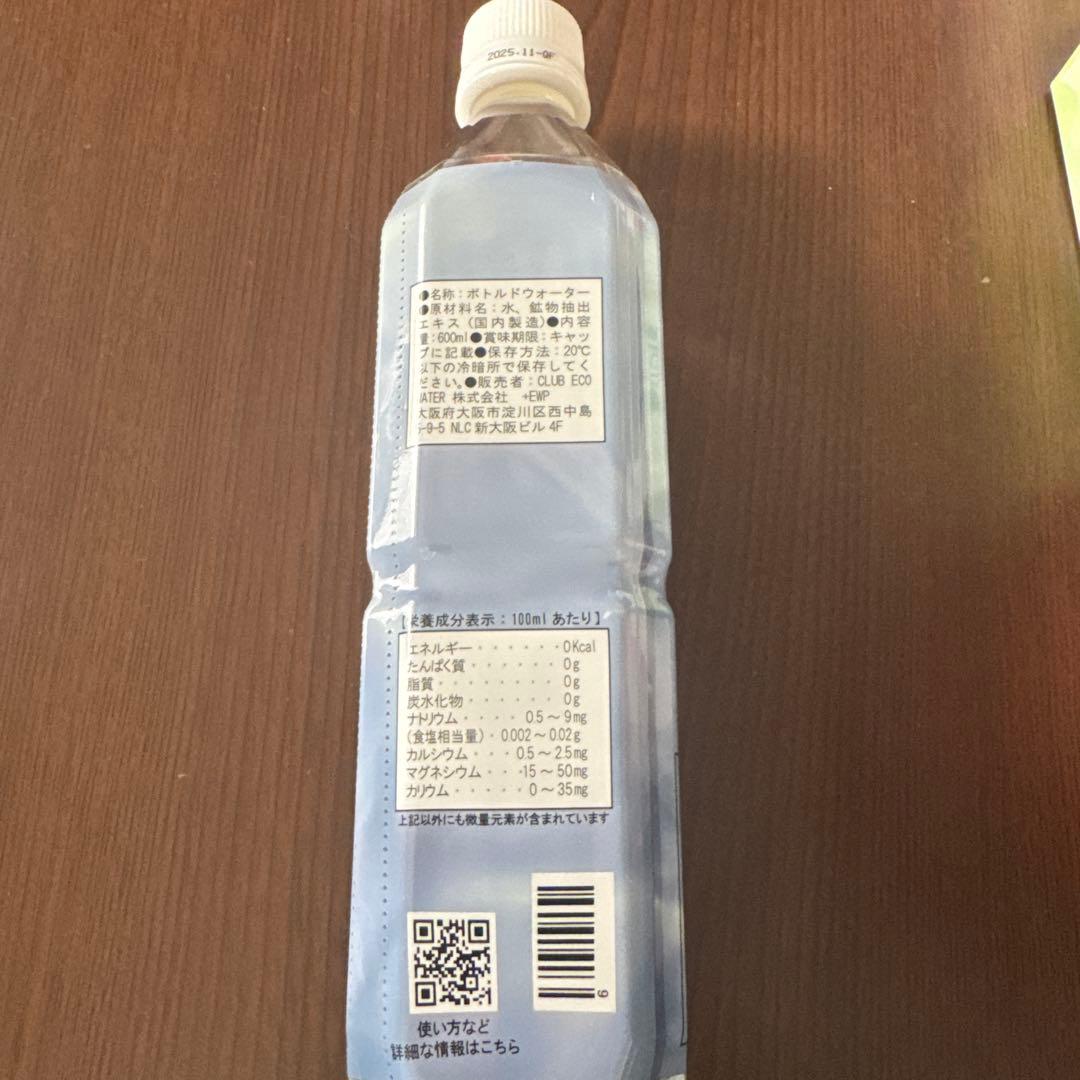 2025.11-QF
●名称：ボトルドウォーター
●原材料名：水、鉱物抽出
エキス（国内製造）●内容
量：600ml●賞味期限：キャッ
プに記載●保存方法：20℃
以下の冷暗所で保存してく
ださい。●販売者：CLUB ECO
WATER 株式会社 +EWP
大阪府大阪市淀川区西中島
5-9-5 NLC 新大阪ビル 4F
【栄養成分表示：100mlあたり】
エネルギー・・・・・・0Kcal
たんぱく質・・・・・・0g
脂質・・・・・・・・0g
炭水化物・・・・・・・0g
ナトリウム・・・・0.5～9mg
(食塩相当量)・0.002～0.02g
カルシウム・・・0.5～2.5mg
マグネシウム・・・15～50mg
カリウム・・・・・0～35mg
上記以外にも微量元素が含まれています
9
使い方など
詳細な情報はこちら